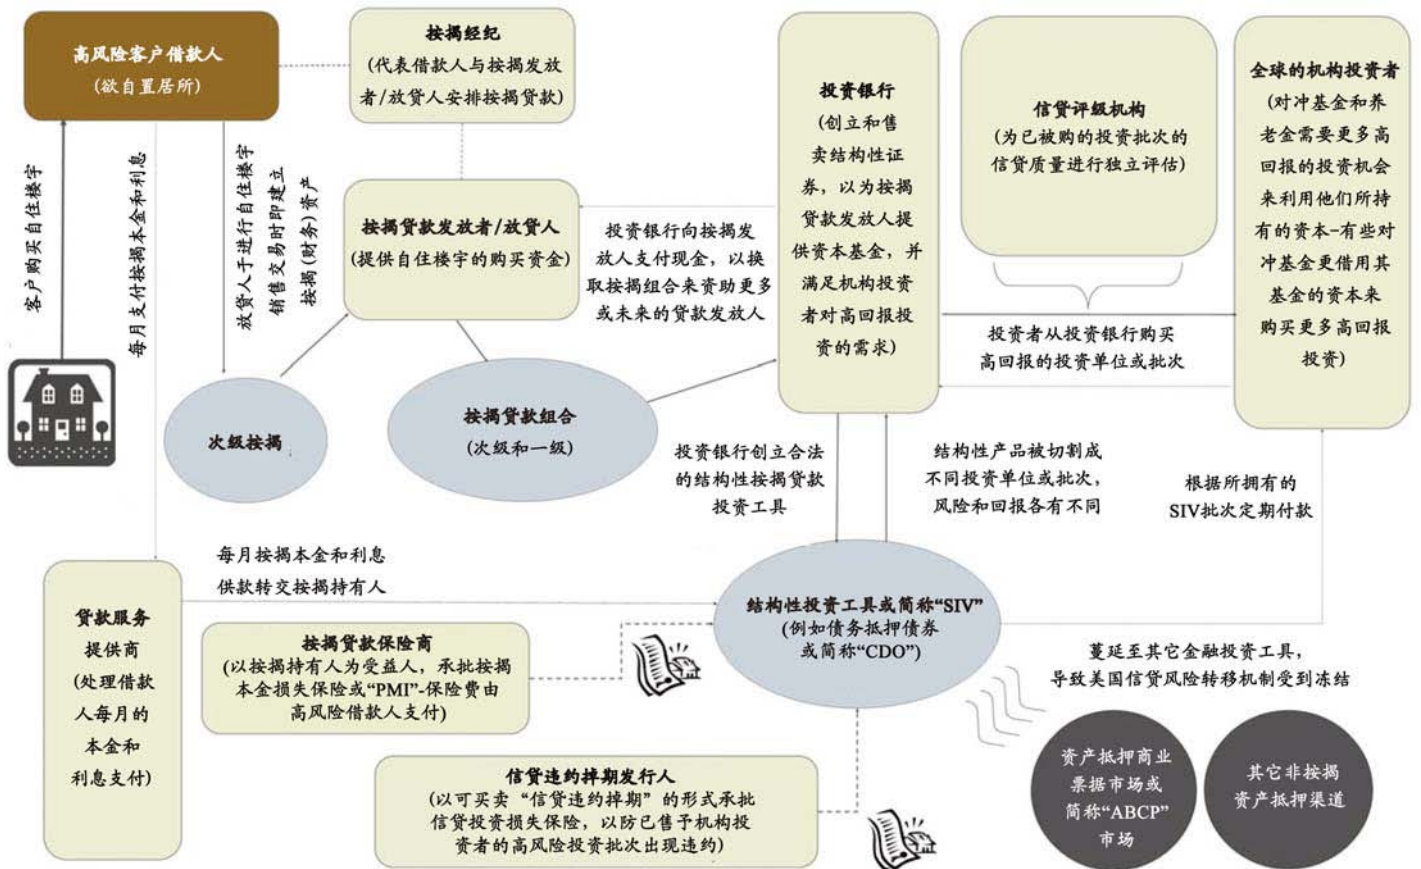 高风险客户借款人
(欲自置居所)
按揭经纪
(代表借款人与按揭发放
者/放贷人安排按揭贷款)
投资银行
(创立和售
卖结构性证
券，以为按揭
贷款发放人提
供资本基金，并
满足机构投资
者对高回报投
资的需求)
信贷评级机构
(为已被购的投资批次的
信贷质量进行独立评估)
全球的机构投资者
(对冲基金和养
老金需要更多高
回报的投资机会
来利用他们所持
有的资本-有些对
冲基金更借用其
基金的资本来
购买更多高回报
投资)
客户购买自住楼宇
每月支付按揭本金和利息
放贷人于进行自住楼宇
销售交易时即建立
按揭(财务)资产
按揭贷款发放者/放贷人
(提供自住楼宇的购买资金)
投资银行向按揭发
放人支付现金，以换
取按揭组合来资助更多
或未来的贷款发放人
投资者从投资银行购买
高回报的投资单位或批次
次级按揭
按揭贷款组合
(次级和一级)
投资银行创立合法
的结构性按揭贷款
投资工具
结构性产品被切割成
不同投资单位或批次，
风险和回报各有不同
根据所拥有的
SIV批次定期付款
每月按揭本金和利息
供款转交按揭持有人
贷款服务
提供商
(处理借款
人每月的
本金和
利息支付)
按揭贷款保险商
(以按揭持有人为受益人，承批按揭
本金损失保险或“PMI”-保险费由
高风险借款人支付)
结构性投资工具或简称“SIV”
(例如债务抵押债券
或简称“CDO”)
蔓延至其它金融投资工具，
导致美国信贷风险转移机制受到冻结
信贷违约掉期发行人
(以可买卖“信贷违约掉期”的形式承批
信贷投资损失保险，以防已售予机构投
资者的高风险投资批次出现违约)
资产抵押商业
票据市场或
简称“ABCP”
市场
其它非按揭
资产抵押渠道